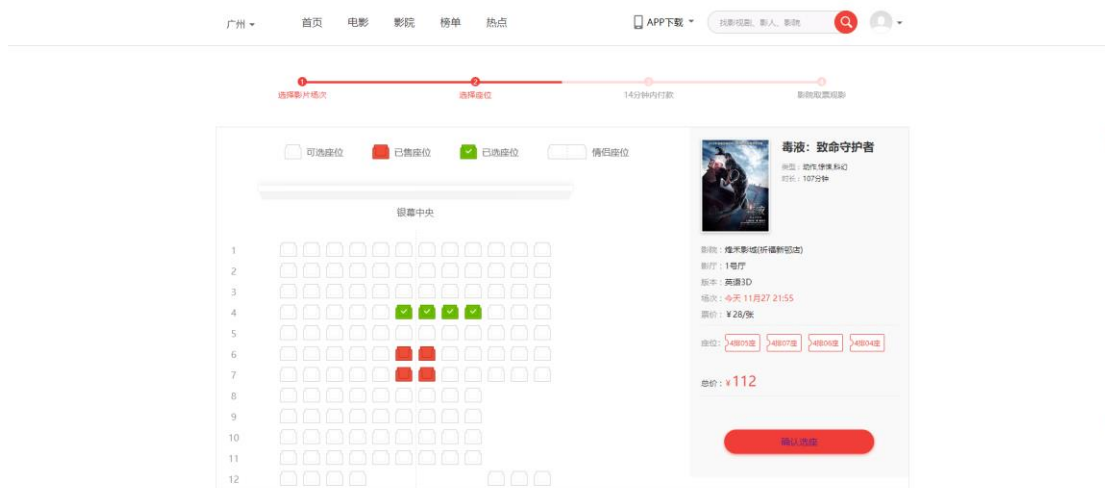 广州 首页 电影 影院 榜单 热点 APP下载 找影视剧、影人、影院
1 2 3 4
选择影片场次 选择座位 14分钟内付款 影院取票观影
可选座位 已售座位 已选座位 情侣座位
银幕中央
1
2
3
4
5
6
7
8
9
10
11
12
毒液：致命守护者
类型：动作,惊悚,科幻
时长：107分钟
影院：烽禾影城(祈福新邨店)
影厅：1号厅
版本：英语3D
场次：今天 11月27 21:55
票价：¥28/张
座位： 4排05座 4排07座 4排06座 4排04座
总价：¥112
确认选座